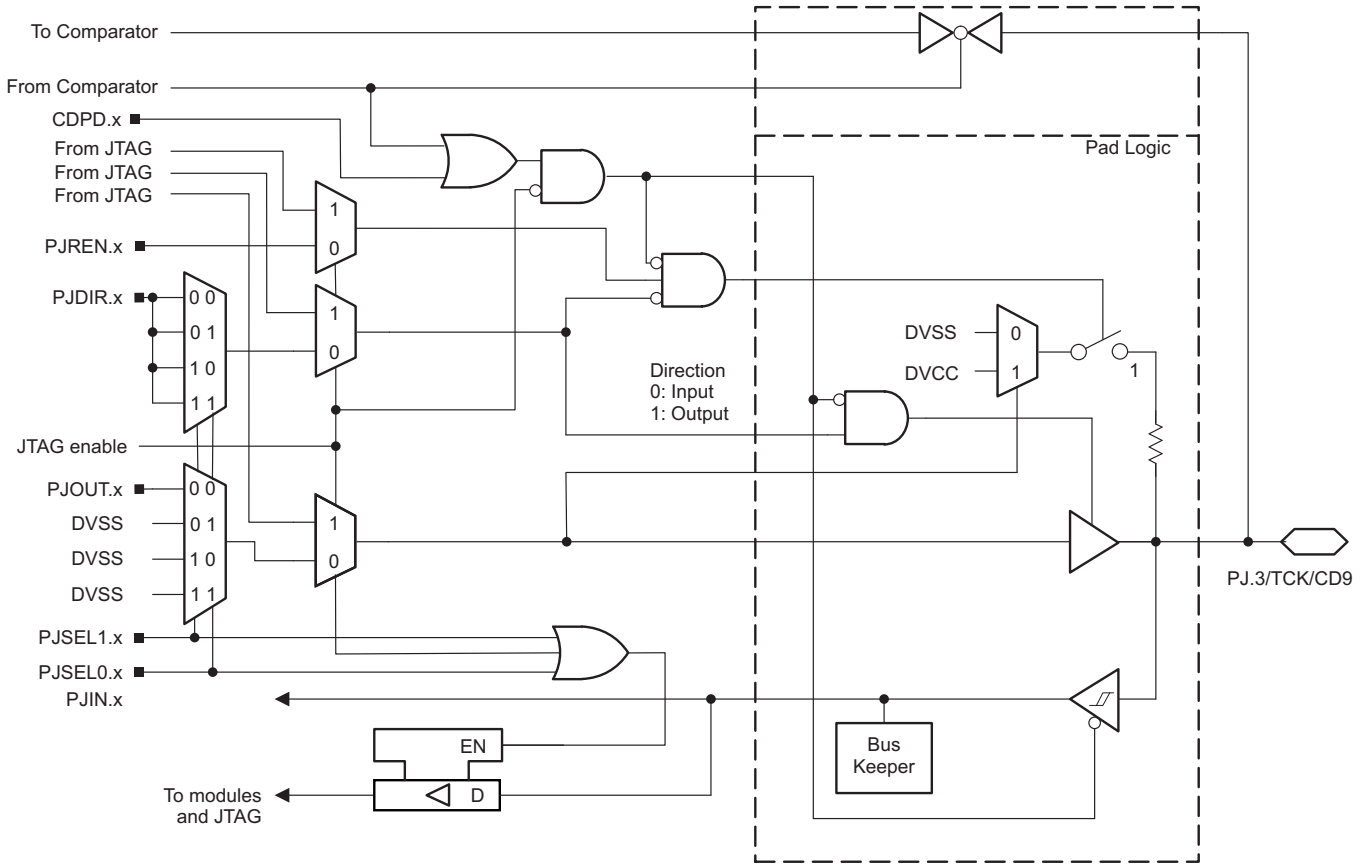 To Comparator
From Comparator
CDPD.x
Pad Logic
From JTAG
From JTAG
From JTAG
1
PJREN.x
0
PJDIR.x
0 0
1
0 1
DVSS
0
0
1 0
Direction
0: Input
1: Output
DVCC
1
1
1 1
JTAG enable
PJOUT.x
0 0
DVSS
0 1
1
DVSS
1 0
0
DVSS
1 1
PJ.3/TCK/CD9
PJSEL1.x
PJSEL0.x
PJIN.x
EN
Bus
Keeper
D
To modules
and JTAG